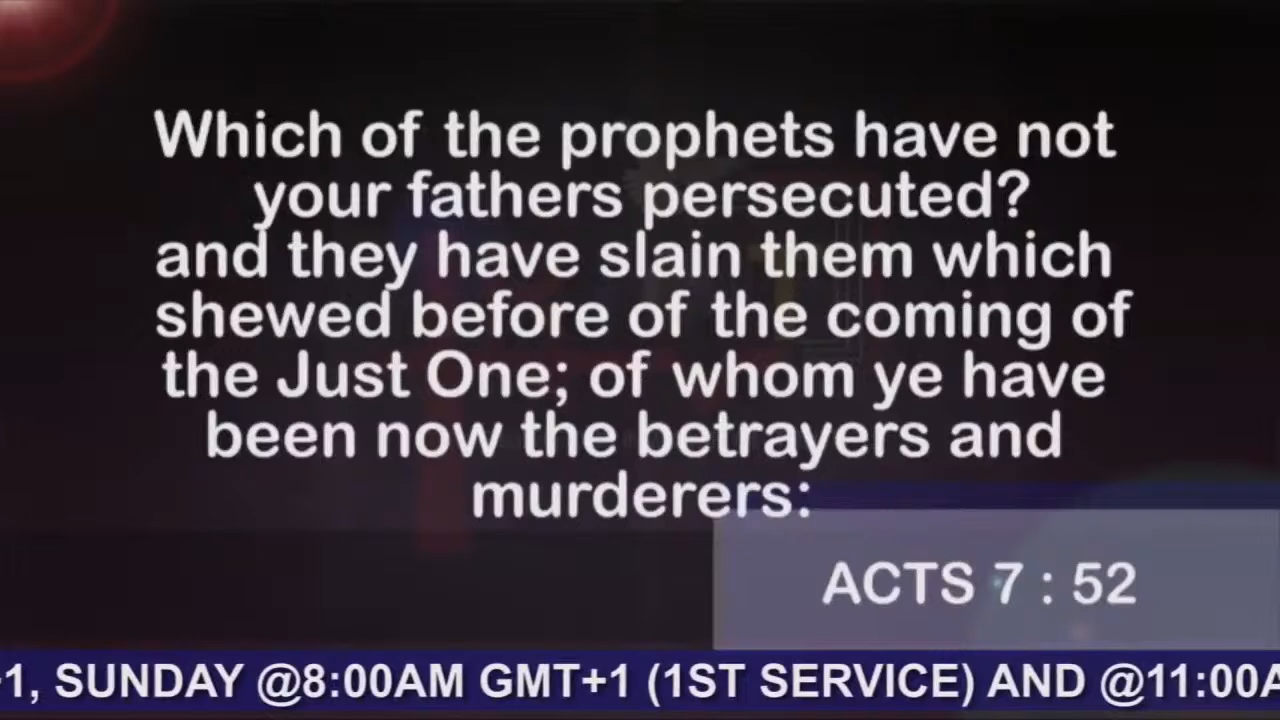 Which of the prophets have not
your fathers persecuted?
and they have slain them which
shewed before of the coming of
the Just One; of whom ye have
been now the betrayers and
murderers:
ACTS 7 : 52
1, SUNDAY @8:00AM GMT+1 (1ST SERVICE) AND @11:00A